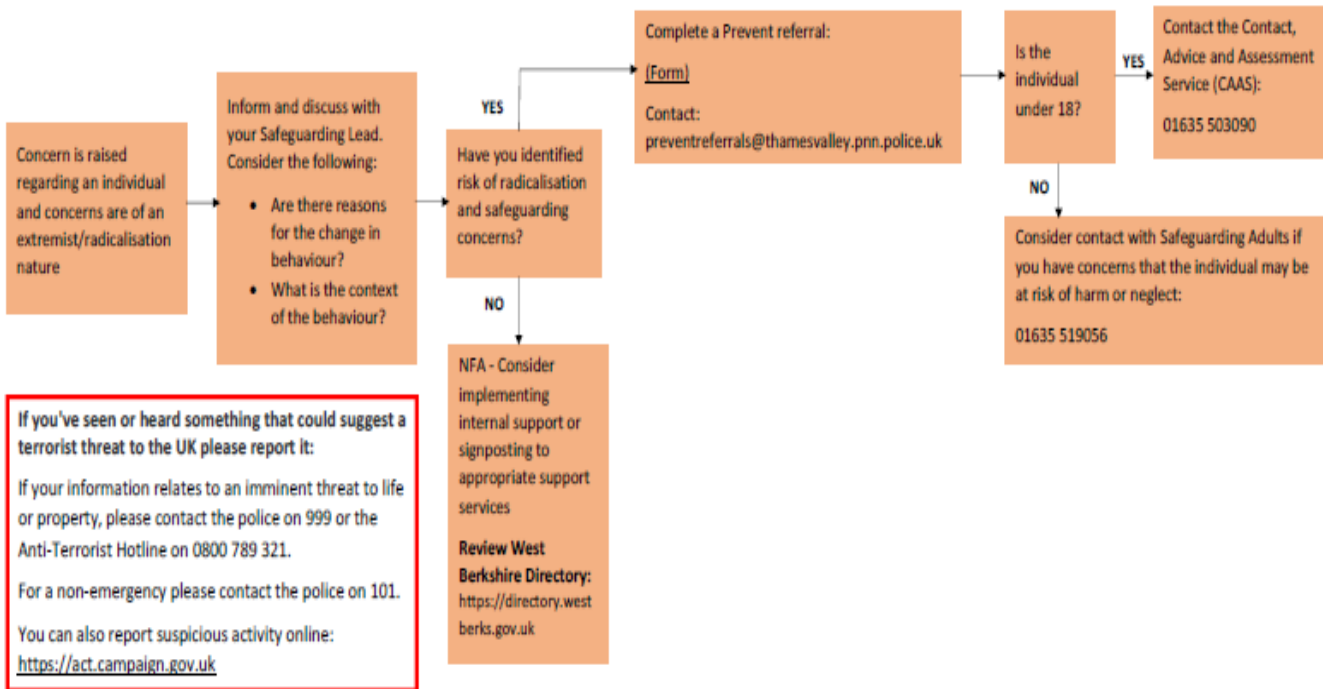 Concern is raised
regarding an individual
and concerns are of an
extremist/radicalisation
nature
Inform and discuss with
your Safeguarding Lead.
Consider the following:
• Are there reasons
for the change in
behaviour?
• What is the context
of the behaviour?
YES
Have you identified
risk of radicalisation
and safeguarding
concerns?
NO
NFA - Consider
implementing
internal support or
signposting to
appropriate support
services
Review West
Berkshire Directory:
https://directory.west
berks.gov.uk
Complete a Prevent referral:
(Form)
Contact:
preventreferrals@thamesvalley.pnn.police.uk
Is the
individual
under 18?
YES
Contact the Contact,
Advice and Assessment
Service (CAAS):
01635 503090
NO
Consider contact with Safeguarding Adults if
you have concerns that the individual may be
at risk of harm or neglect:
01635 519056
If you've seen or heard something that could suggest a
terrorist threat to the UK please report it:
If your information relates to an imminent threat to life
or property, please contact the police on 999 or the
Anti-Terrorist Hotline on 0800 789 321.
For a non-emergency please contact the police on 101.
You can also report suspicious activity online:
https://act.campaign.gov.uk